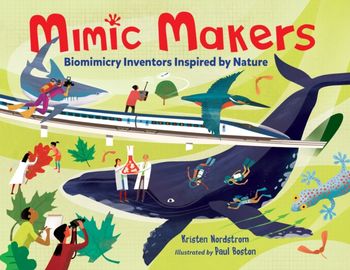 Mimic Makers
Biomimicry Inventors Inspired by Nature
Kristen Nordstrom
Illustrated by Paul Boston